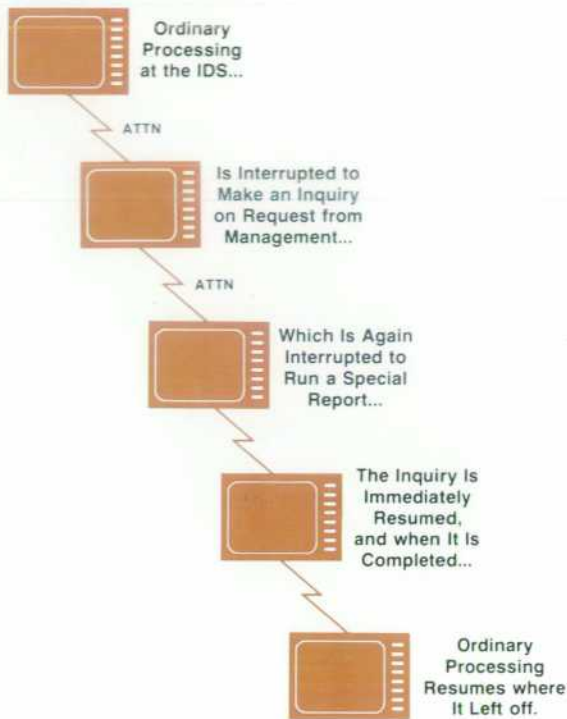 Ordinary
Processing
at the IDS...
ATTN
Is Interrupted to
Make an Inquiry
on Request from
Management...
ATTN
Which Is Again
Interrupted to
Run a Special
Report...
The Inquiry Is
Immediately
Resumed,
and when It Is
Completed...
Ordinary
Processing
Resumes where
It Left off.